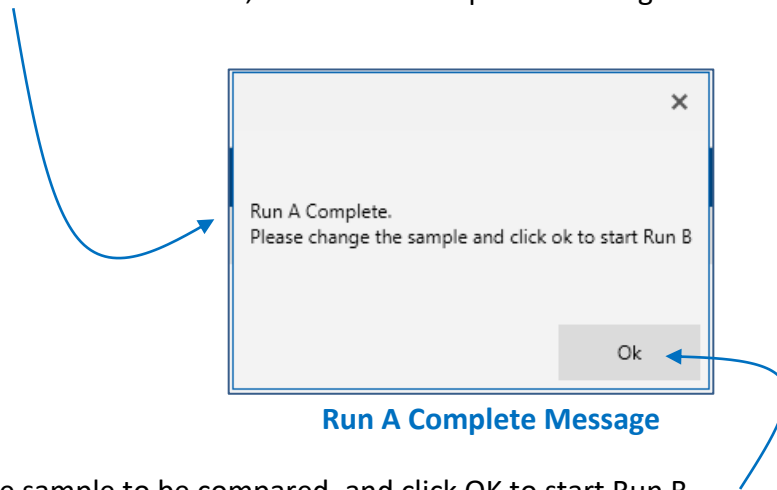 Run A Complete.
Please change the sample and click ok to start Run B
Ok
Run A Complete Message
sample to be compared, and click OK to start Run B